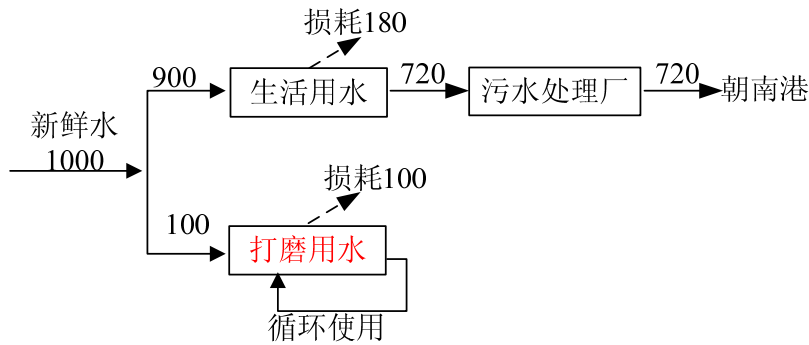 损耗180
900
生活用水
720
污水处理厂
720
朝南港
新鲜水
1000
损耗100
100
打磨用水
循环使用